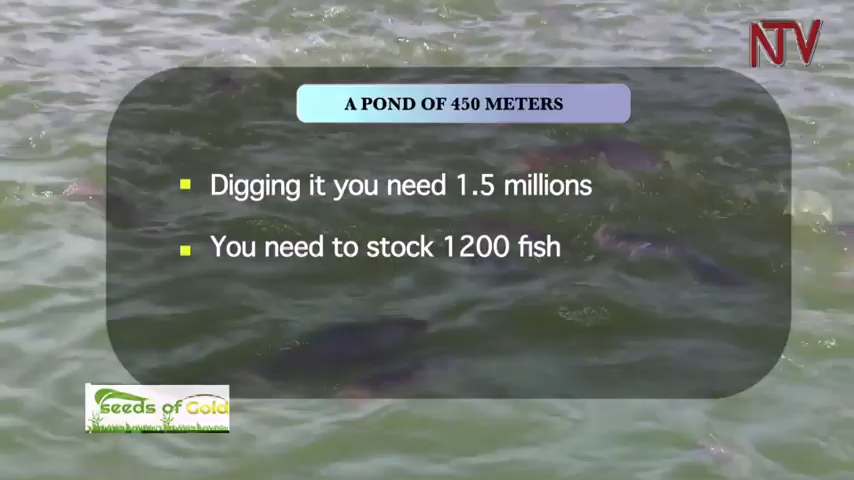 NTV
A POND OF 450 METERS
Digging it you need 1.5 millions
You need to stock 1200 fish
seeds of Gold